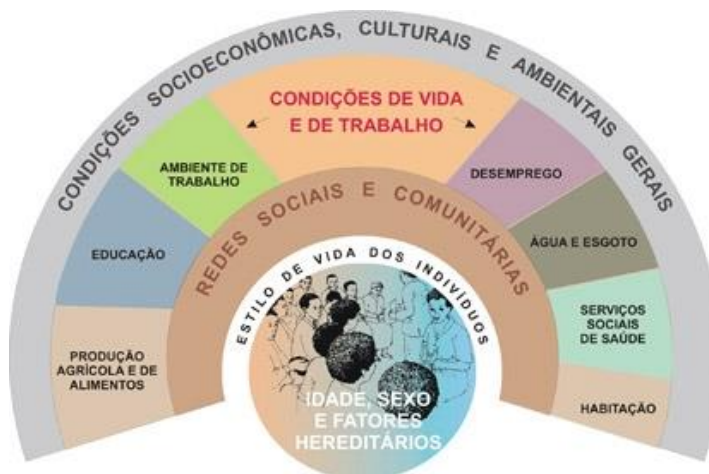 CONDIÇÕES SOCIOECONÔMICAS, CULTURAIS E AMBIENTAIS GERAIS
CONDIÇÕES DE VIDA
E DE TRABALHO
AMBIENTE DE
TRABALHO
DESEMPREGO
REDES SOCIAIS E COMUNITÁRIAS
EDUCAÇÃO
ÁGUA E ESGOTO
ESTILO DE VIDA DOS INDIVÍDUOS
SERVIÇOS
SOCIAIS
DE SAÚDE
PRODUÇÃO
AGRÍCOLA E DE
ALIMENTOS
HABITAÇÃO
IDADE, SEXO
E FATORES
HEREDITÁRIOS